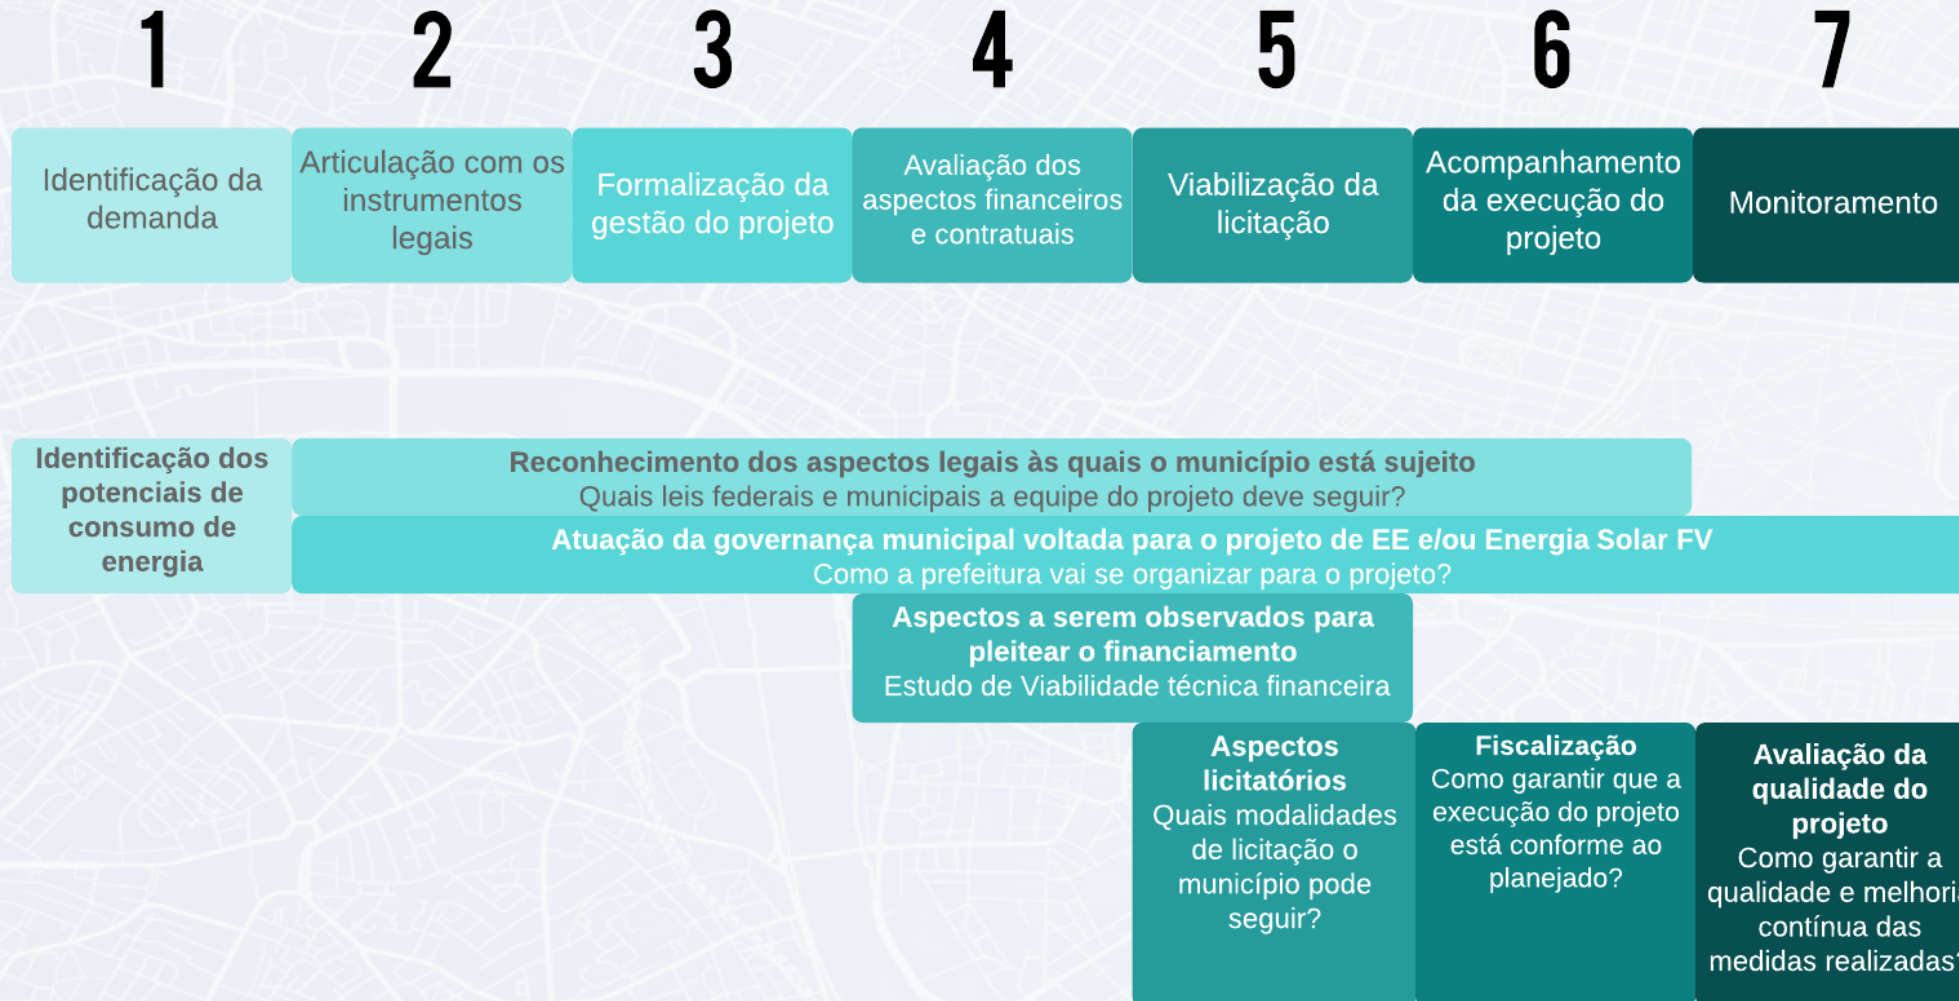 1
2
3
4
5
6
7
Identificação da
demanda
Articulação com os
instrumentos
legais
Formalização da
gestão do projeto
Avaliação dos
aspectos financeiros
e contratuais
Viabilização da
licitação
Acompanhamento
da execução do
projeto
Monitoramento
Identificação dos
potenciais de
consumo de
energia
Reconhecimento dos aspectos legais às quais o município está sujeito
Quais leis federais e municipais a equipe do projeto deve seguir?
Atuação da governança municipal voltada para o projeto de EE e/ou Energia Solar FV
Como a prefeitura vai se organizar para o projeto?
Aspectos a serem observados para
pleitear o financiamento
Estudo de Viabilidade técnica financeira
Aspectos
licitatórios
Quais modalidades
de licitação o
município pode
seguir?
Fiscalização
Como garantir que a
execução do projeto
está conforme ao
planejado?
Avaliação da
qualidade do
projeto
Como garantir a
qualidade e melhoria
contínua das
medidas realizadas?